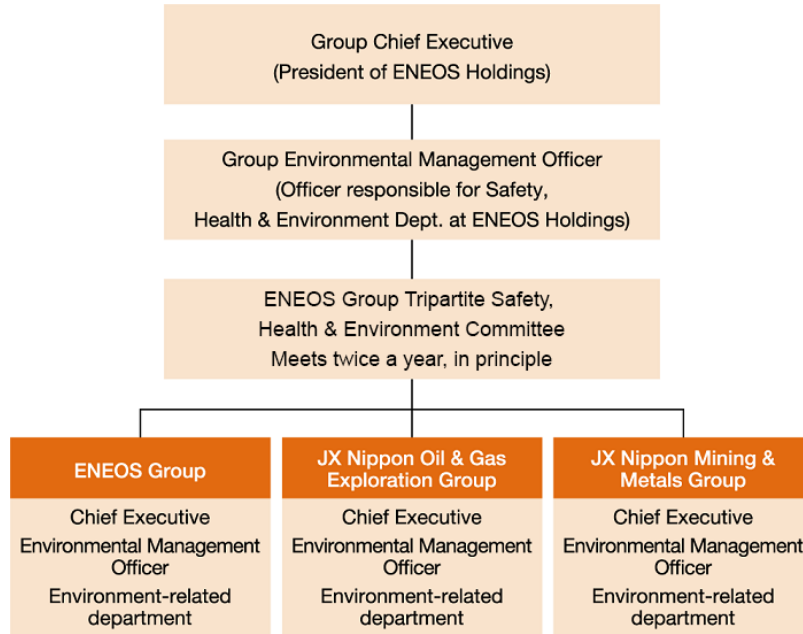 Group Chief Executive
(President of ENEOS Holdings)
Group Environmental Management Officer
(Officer responsible for Safety,
Health & Environment Dept. at ENEOS Holdings)
ENEOS Group Tripartite Safety,
Health & Environment Committee
Meets twice a year, in principle
ENEOS Group
Chief Executive
Environmental Management
Officer
Environment-related
department
JX Nippon Oil & Gas
Exploration Group
Chief Executive
Environmental Management
Officer
Environment-related
department
JX Nippon Mining &
Metals Group
Chief Executive
Environmental Management
Officer
Environment-related
department